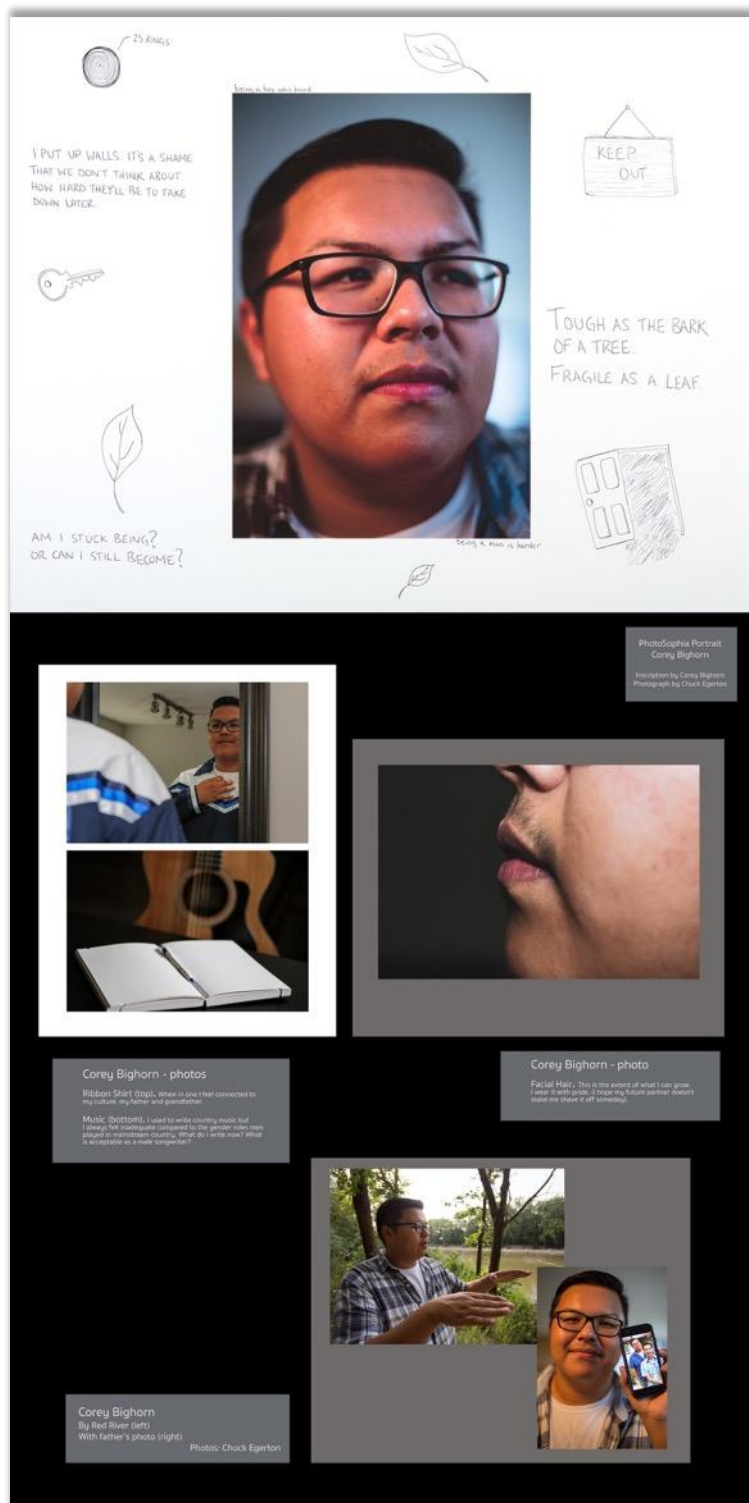 25 RINGS
being a boy was hard
I PUT UP WALLS. IT'S A SHAME
THAT WE DON'T THINK ABOUT
HOW HARD THEY'LL BE TO TAKE
DOWN LATER.
KEEP
OUT
TOUGH AS THE BARK
OF A TREE.
FRAGILE AS A LEAF.
AM I STUCK BEING?
OR CAN I STILL BECOME?
being a man is harder
PhotoSophia Portrait
Corey Bighorn
Inscription by Corey Bighorn
Photograph by Chuck Egerton
Corey Bighorn - photos
Ribbon Shirt (top). When in one I feel connected to
my culture, my father and grandfather.
Music (bottom). I used to write country music but
I always felt inadequate compared to the gender roles men
played in mainstream country. What do I write now? What
is acceptable as a male songwriter?
Corey Bighorn - photo
Facial Hair. This is the extent of what I can grow.
I wear it with pride. (I hope my future partner doesn't
make me shave it off someday).
Corey Bighorn
By Red River (left)
With father's photo (right)
Photos: Chuck Egerton